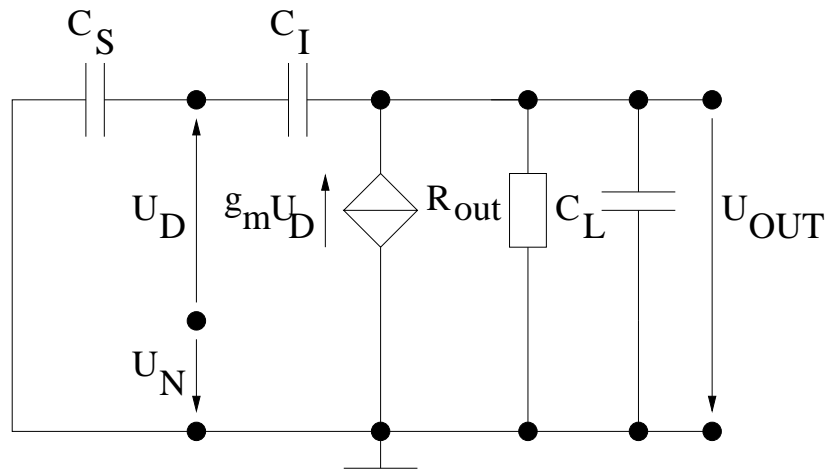 C_S
C_I
U_D
g_mU_D
R_out
C_L
U_OUT
U_N